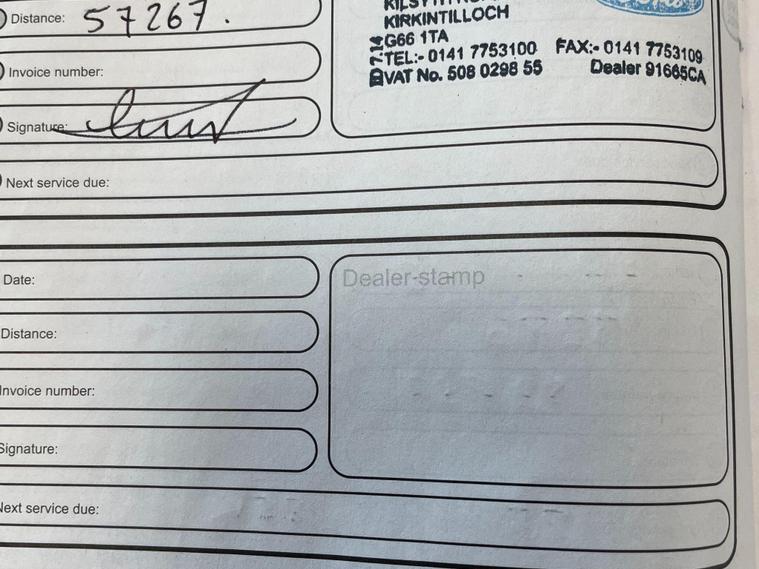 Distance: 57267.
Invoice number:
Signature:
Next service due:
KIRKINTILLOCH
G66 1TA
TEL:- 0141 7753100 FAX:- 0141 7753109
VAT No. 508 0298 55 Dealer 91665CA
Date:
Dealer-stamp
Distance:
Invoice number:
Signature:
Next service due: